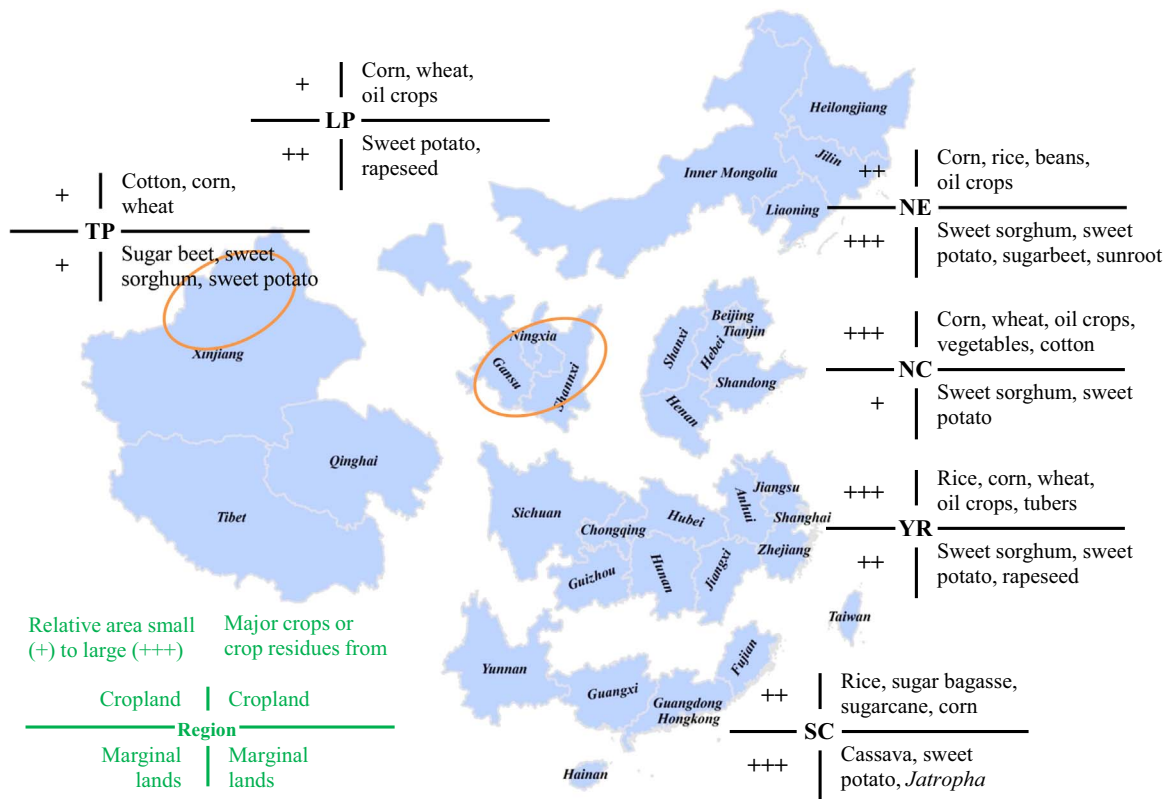 +
Corn, wheat,
oil crops
LP
++
Sweet potato,
rapeseed
+
Cotton, corn,
wheat
TP
+
Sugar beet, sweet
sorghum, sweet potato
Heilongjiang
Jilin
Inner Mongolia
Liaoning
++
Corn, rice, beans,
oil crops
NE
+++
Sweet sorghum, sweet
potato, sugarbeet, sunroot
Xinjiang
Qinghai
Tibet
Ningxia
Gansu
Shannxi
Beijing
Tianjin
Shanxi
Hebei
Shandong
Henan
+++
Corn, wheat, oil crops,
vegetables, cotton
NC
+
Sweet sorghum, sweet
potato
Sichuan
Chongqing
Hubei
Anhui
Jiangsu
Shanghai
Zhejiang
Guizhou
Hunan
Jiangxi
+++
Rice, corn, wheat,
oil crops, tubers
YR
++
Sweet sorghum, sweet
potato, rapeseed
Taiwan
Yunnan
Guangxi
Guangdong
Hongkong
Fujian
Hainan
++
Rice, sugar bagasse,
sugarcane, corn
SC
+++
Cassava, sweet
potato, Jatropha
Relative area small
(+) to large (+++)
Major crops or
crop residues from
Cropland
Cropland
Region
Marginal
lands
Marginal
lands